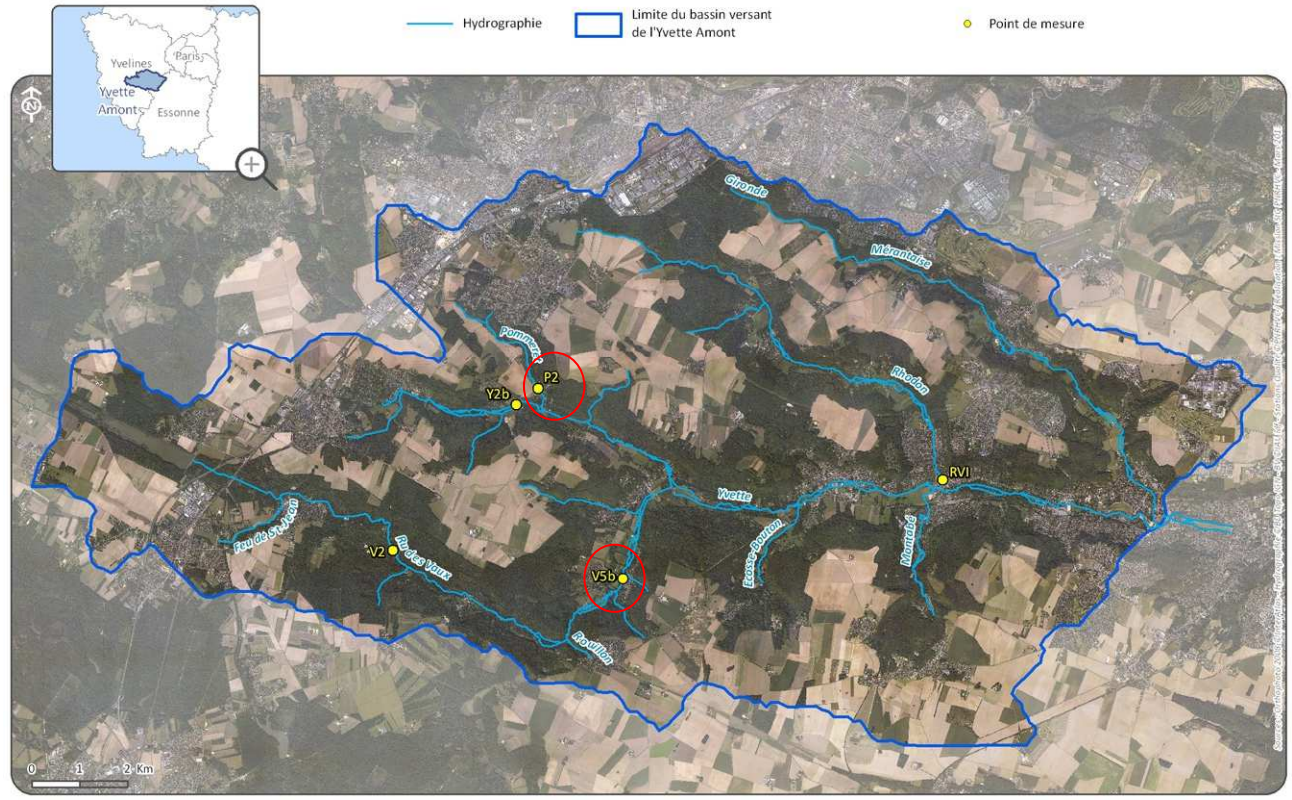 Hydrographie
Limite du bassin versant
de l'Yvette Amont
Point de mesure
Yvelines
Paris
Yvette
Amont
Essonne
N
Gironde
Mérantaise
Pommeret
P2
Y2b
Rhodon
RVI
Yvette
Feu de St-Jean
V2
Ru des Vaux
V5b
Ecosse-Bouton
Montabé
Rouillon
0 1 2 Km